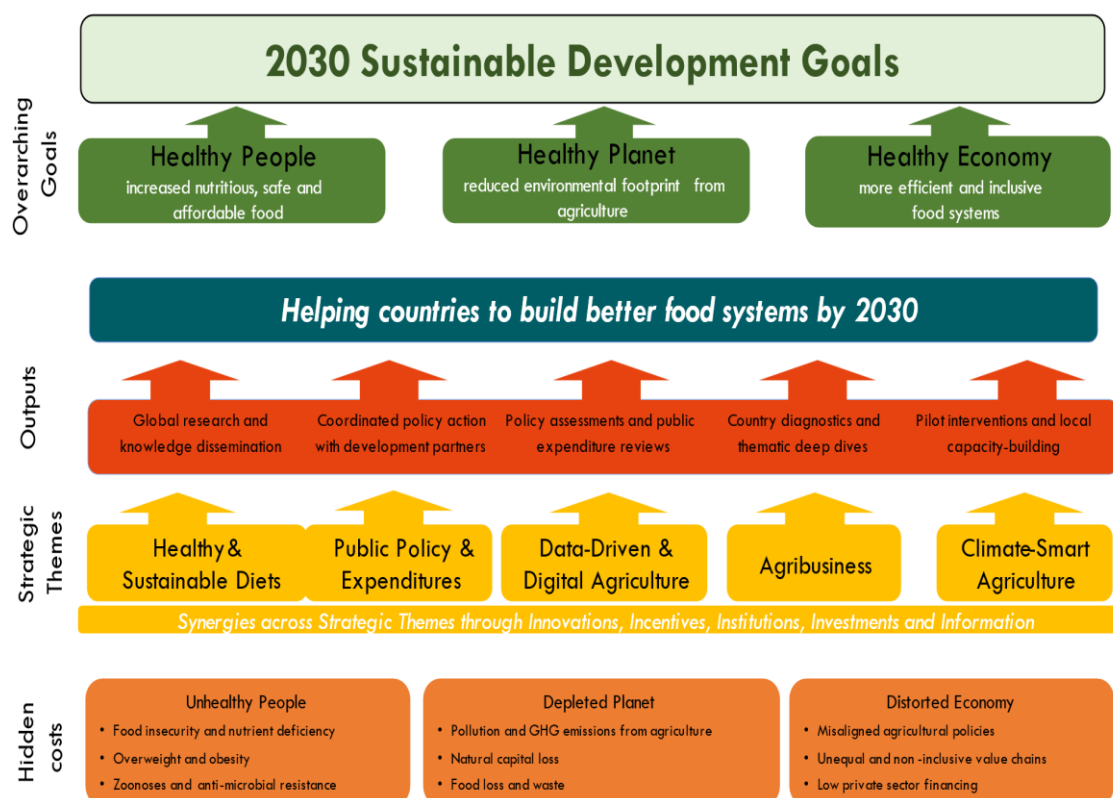 2030 Sustainable Development Goals
Overarching
Goals
Healthy People
increased nutritious, safe and
affordable food
Healthy Planet
reduced environmental footprint from
agriculture
Healthy Economy
more efficient and inclusive
food systems
Helping countries to build better food systems by 2030
Outputs
Global research and
knowledge dissemination
Coordinated policy action
with development partners
Policy assessments and public
expenditure reviews
Country diagnostics and
thematic deep dives
Pilot interventions and local
capacity-building
Strategic
Themes
Healthy &
Sustainable Diets
Public Policy &
Expenditures
Data-Driven &
Digital Agriculture
Agribusiness
Climate-Smart
Agriculture
Synergies across Strategic Themes through Innovations, Incentives, Institutions, Investments and Information
Hidden
costs
Unhealthy People
• Food insecurity and nutrient deficiency
• Overweight and obesity
• Zoonoses and anti-microbial resistance
Depleted Planet
• Pollution and GHG emissions from agriculture
• Natural capital loss
• Food loss and waste
Distorted Economy
• Misaligned agricultural policies
• Unequal and non -inclusive value chains
• Low private sector financing